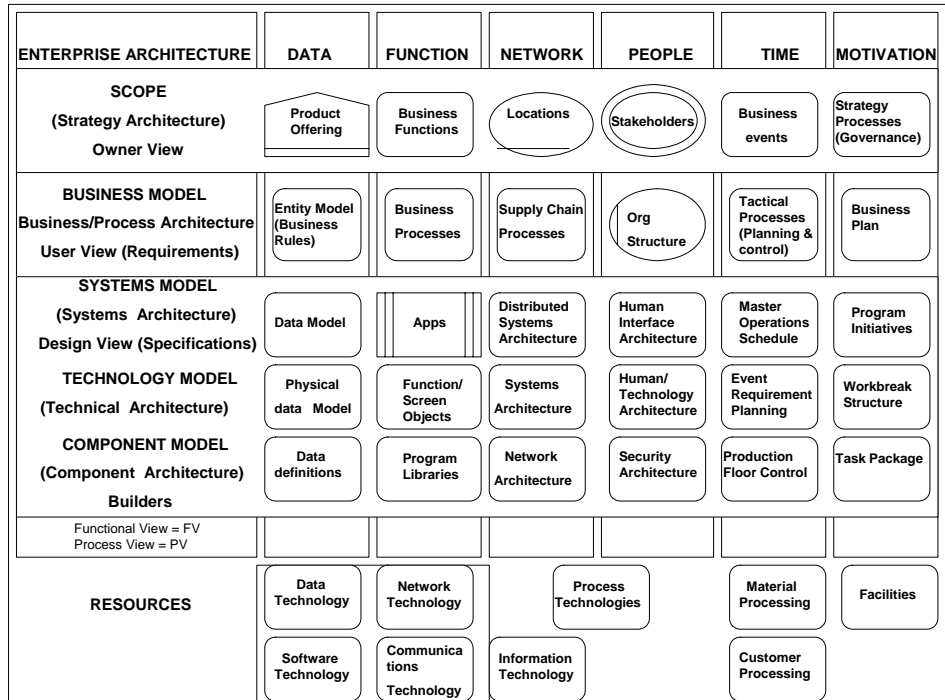 ENTERPRISE ARCHITECTURE
DATA
FUNCTION
NETWORK
PEOPLE
TIME
MOTIVATION
SCOPE
(Strategy Architecture)
Owner View
Product
Offering
Business
Functions
Locations
Stakeholders
Business
events
Strategy
Processes
(Governance)
BUSINESS MODEL
Business/Process Architecture
User View (Requirements)
Entity Model
(Business
Rules)
Business
Processes
Supply Chain
Processes
Org
Structure
Tactical
Processes
(Planning &
control)
Business
Plan
SYSTEMS MODEL
(Systems Architecture)
Design View (Specifications)
Data Model
Apps
Distributed
Systems
Architecture
Human
Interface
Architecture
Master
Operations
Schedule
Program
Initiatives
TECHNOLOGY MODEL
(Technical Architecture)
Physical
data Model
Function/
Screen
Objects
Systems
Architecture
Human/
Technology
Architecture
Event
Requirement
Planning
Workbreak
Structure
COMPONENT MODEL
(Component Architecture)
Builders
Data
definitions
Program
Libraries
Network
Architecture
Security
Architecture
Production
Floor Control
Task Package
Functional View = FV
Process View = PV
RESOURCES
Data
Technology
Network
Technology
Process
Technologies
Material
Processing
Facilities
Software
Technology
Communica
tions
Technology
Information
Technology
Customer
Processing